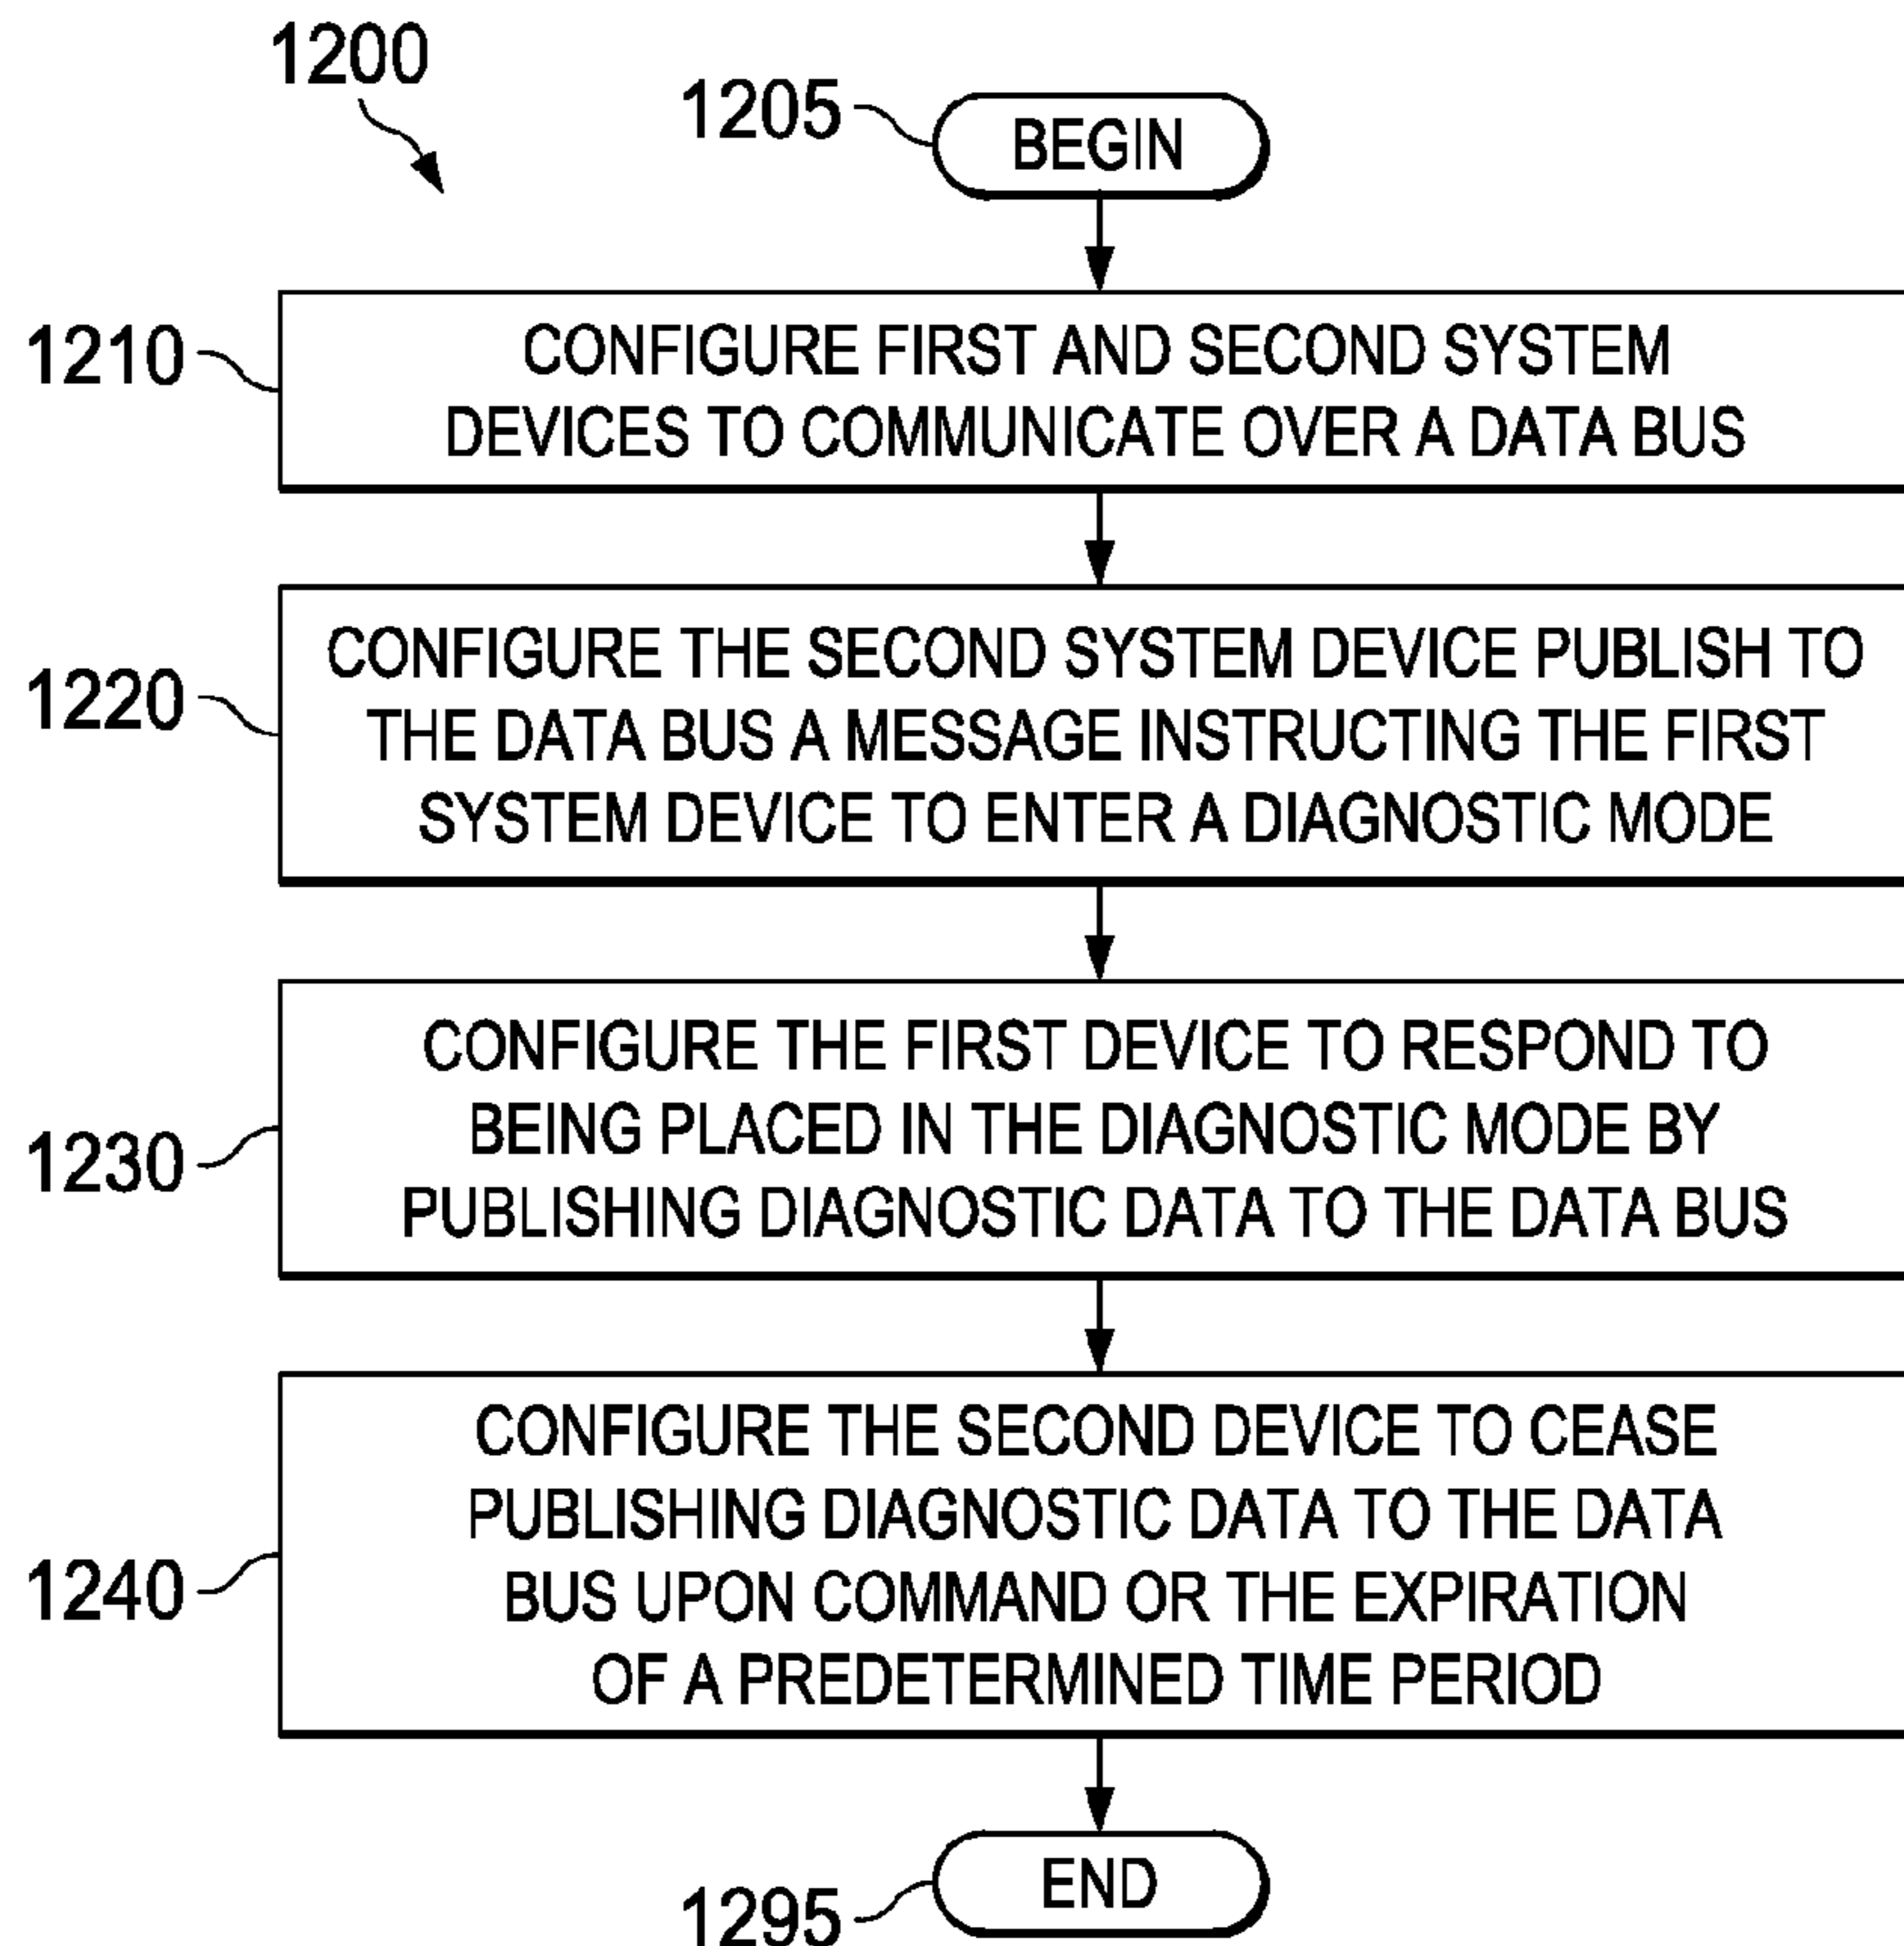 1200
1205
BEGIN
1210
CONFIGURE FIRST AND SECOND SYSTEM
DEVICES TO COMMUNICATE OVER A DATA BUS
1220
CONFIGURE THE SECOND SYSTEM DEVICE PUBLISH TO
THE DATA BUS A MESSAGE INSTRUCTING THE FIRST
SYSTEM DEVICE TO ENTER A DIAGNOSTIC MODE
1230
CONFIGURE THE FIRST DEVICE TO RESPOND TO
BEING PLACED IN THE DIAGNOSTIC MODE BY
PUBLISHING DIAGNOSTIC DATA TO THE DATA BUS
1240
CONFIGURE THE SECOND DEVICE TO CEASE
PUBLISHING DIAGNOSTIC DATA TO THE DATA
BUS UPON COMMAND OR THE EXPIRATION
OF A PREDETERMINED TIME PERIOD
1295
END